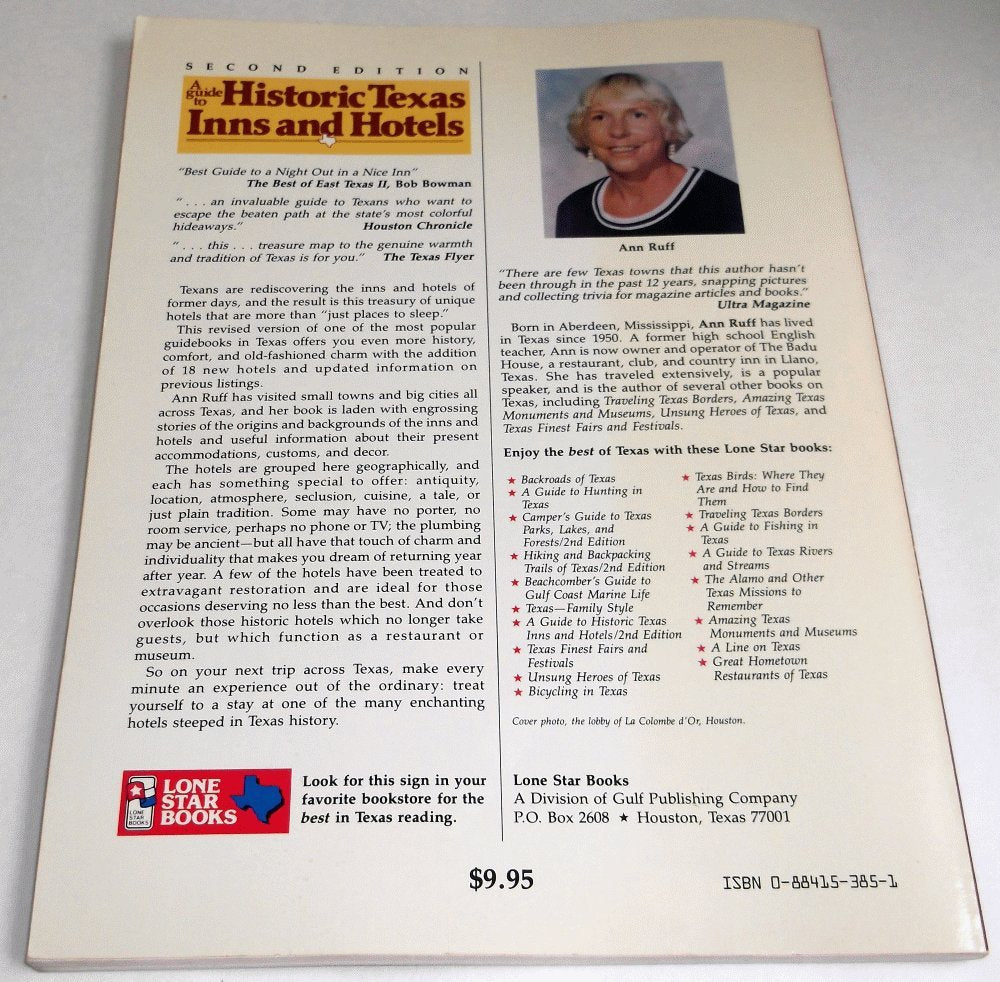 SECOND EDITION
A guide to Historic Texas
Inns and Hotels
"Best Guide to a Night Out in a Nice Inn"
The Best of East Texas II, Bob Bowman
". . . an invaluable guide to Texans who want to
escape the beaten path at the state's most colorful
hideaways." Houston Chronicle
". . . this . . . treasure map to the genuine warmth
and tradition of Texas is for you." The Texas Flyer
Texans are rediscovering the inns and hotels of
former days, and the result is this treasury of unique
hotels that are more than "just places to sleep."
This revised version of one of the most popular
guidebooks in Texas offers you even more history,
comfort, and old-fashioned charm with the addition
of 18 new hotels and updated information on
previous listings.
Ann Ruff has visited small towns and big cities all
across Texas, and her book is laden with engrossing
stories of the origins and backgrounds of the inns and
hotels and useful information about their present
accommodations, customs, and decor.
The hotels are grouped here geographically, and
each has something special to offer: antiquity,
location, atmosphere, seclusion, cuisine, a tale, or
just plain tradition. Some may have no porter, no
room service, perhaps no phone or TV; the plumbing
may be ancient—but all have that touch of charm and
individuality that makes you dream of returning year
after year. A few of the hotels have been treated to
extravagant restoration and are ideal for those
occasions deserving no less than the best. And don't
overlook those historic hotels which no longer take
guests, but which function as a restaurant or
museum.
So on your next trip across Texas, make every
minute an experience out of the ordinary: treat
yourself to a stay at one of the many enchanting
hotels steeped in Texas history.
LONE
STAR
BOOKS
LONE
STAR
BOOKS
Look for this sign in your
favorite bookstore for the
best in Texas reading.
Ann Ruff
"There are few Texas towns that this author hasn't
been through in the past 12 years, snapping pictures
and collecting trivia for magazine articles and books."
Ultra Magazine
Born in Aberdeen, Mississippi, Ann Ruff has lived
in Texas since 1950. A former high school English
teacher, Ann is now owner and operator of The Badu
House, a restaurant, club, and country inn in Llano,
Texas. She has traveled extensively, is a popular
speaker, and is the author of several other books on
Texas, including Traveling Texas Borders, Amazing Texas
Monuments and Museums, Unsung Heroes of Texas, and
Texas Finest Fairs and Festivals.
Enjoy the best of Texas with these Lone Star books:
★ Backroads of Texas
★ A Guide to Hunting in
Texas
★ Camper's Guide to Texas
Parks, Lakes, and
Forests/2nd Edition
★ Hiking and Backpacking
Trails of Texas/2nd Edition
★ Beachcomber's Guide to
Gulf Coast Marine Life
★ Texas—Family Style
★ A Guide to Historic Texas
Inns and Hotels/2nd Edition
★ Texas Finest Fairs and
Festivals
★ Unsung Heroes of Texas
★ Bicycling in Texas
★ Texas Birds: Where They
Are and How to Find
Them
★ Traveling Texas Borders
★ A Guide to Fishing in
Texas
★ A Guide to Texas Rivers
and Streams
★ The Alamo and Other
Texas Missions to
Remember
★ Amazing Texas
Monuments and Museums
★ A Line on Texas
★ Great Hometown
Restaurants of Texas
Cover photo, the lobby of La Colombe d'Or, Houston.
Lone Star Books
A Division of Gulf Publishing Company
P.O. Box 2608 ★ Houston, Texas 77001
$9.95
ISBN 0-88415-385-1